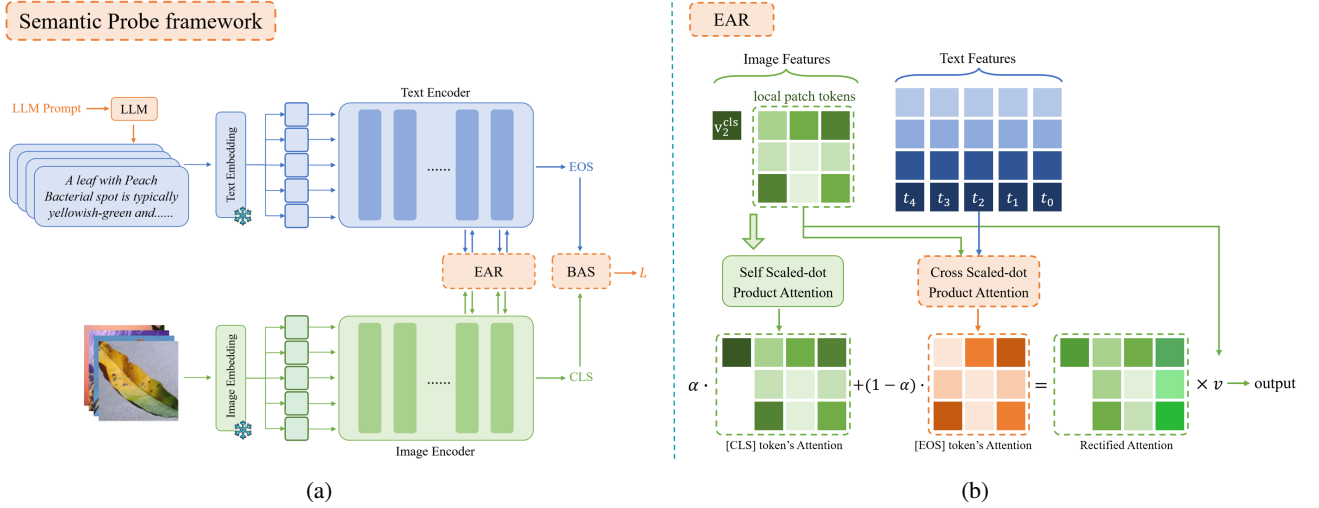 Semantic Probe framework
LLM Prompt
LLM
A leaf with Peach
Bacterial spot is typically
yellowish-green and......
Text Embedding
Text Encoder
......
EOS
EAR
BAS
L
Image Embedding
......
CLS
Image Encoder
(a)
EAR
Image Features
Text Features
local patch tokens
v₂ᶜˡˢ
t₄ t₃ t₂ t₁ t₀
Self Scaled-dot
Product Attention
Cross Scaled-dot
Product Attention
α · +(1 − α) · = × v output
[CLS] token's Attention
[EOS] token's Attention
Rectified Attention
(b)